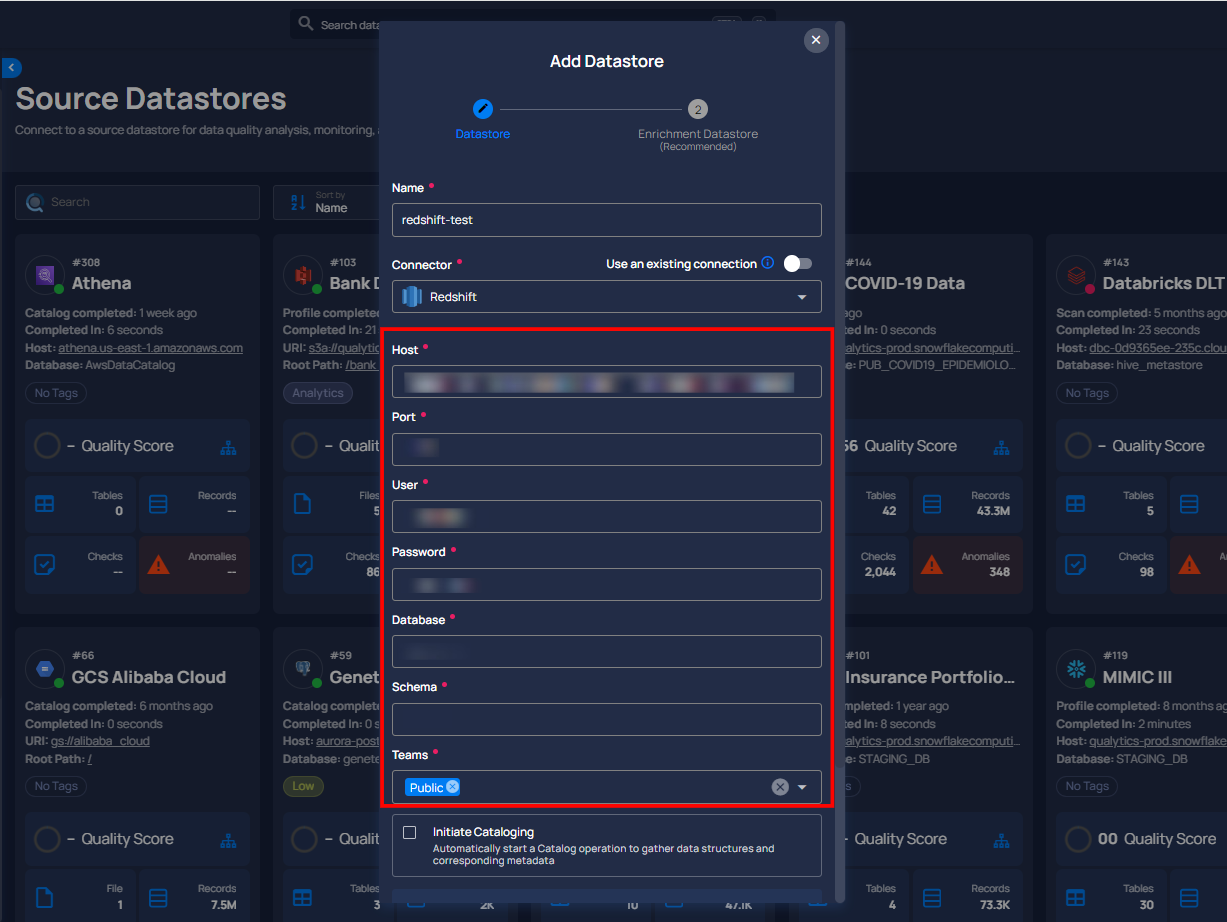 Search data
Source Datastores
Connect to a source datastore for data quality analysis, monitoring,
Search
Sort by
Name
#308
Athena
Catalog completed: 1 week ago
Completed In: 6 seconds
Host: athena.us-east-1.amazonaws.com
Database: AwsDataCatalog
No Tags
– Quality Score
Tables
0
Records
--
Checks
--
Anomalies
--
#103
Bank D
Profile completed
Completed In: 21
URI: s3a://qualytic
Root Path: /bank_
Analytics
– Quali
Files
5
Checks
86
Add Datastore
Datastore
2
Enrichment Datastore
(Recommended)
Name *
redshift-test
Connector *
Use an existing connection
Redshift
Host *
Port *
User *
Password *
Database *
Schema *
Teams *
Public
Initiate Cataloging
Automatically start a Catalog operation to gather data structures and
corresponding metadata
#144
COVID-19 Data
ago
ed In: 0 seconds
alytics-prod.snowflakecomputi...
e: PUB_COVID19_EPIDEMIOLO...
56 Quality Score
Tables
42
Records
43.3M
Checks
2,044
Anomalies
348
#143
Databricks DLT
Scan completed: 5 months ago
Completed In: 23 seconds
Host: dbc-0d9365ee-235c.clou
Database: hive_metastore
No Tags
– Quality Score
Tables
5
Checks
98
#66
GCS Alibaba Cloud
Catalog completed: 6 months ago
Completed In: 0 seconds
URI: gs://alibaba_cloud
Root Path: /
No Tags
– Quality Score
File
1
Records
7.5M
#59
Genet
Catalog complete
Completed In: 0 s
Host: aurora-post
Database: genete
Low
– Quali
Tables
3
2K
10
47.1K
#101
Insurance Portfolio...
mpleted: 1 year ago
ed In: 8 seconds
alytics-prod.snowflakecomputi...
e: STAGING_DB
s
- Quality Score
Tables
4
Records
73.3K
#119
MIMIC III
Profile completed: 8 months ag
Completed In: 2 minutes
Host: qualytics-prod.snowflake
Database: STAGING_DB
No Tags
00 Quality Score
Tables
30